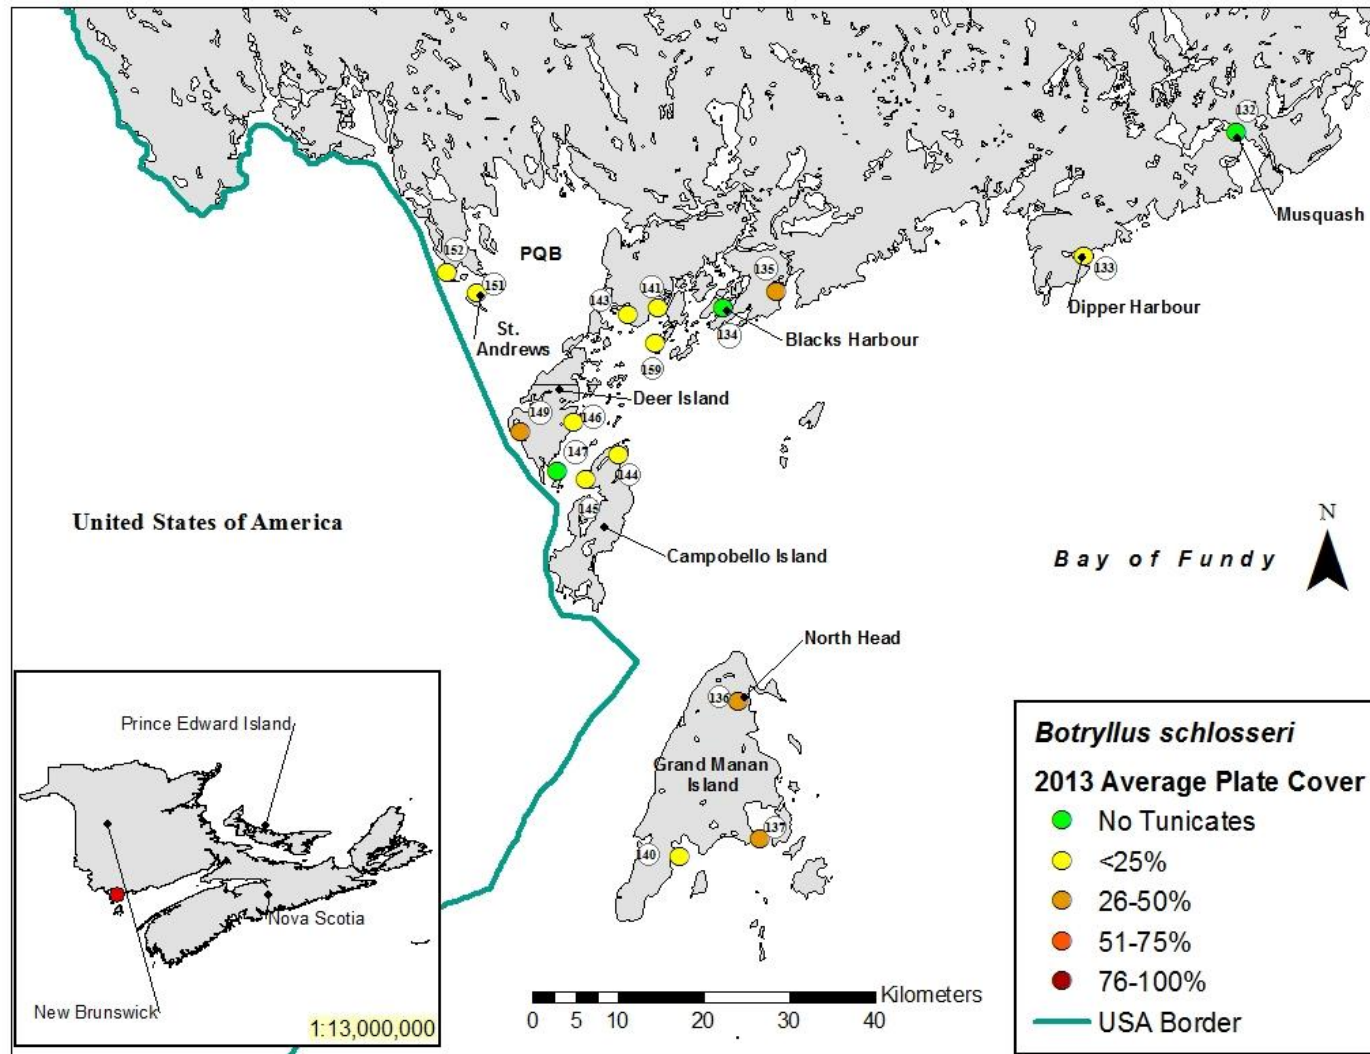 132
Musquash
133
Dipper Harbour
152
PQB
151
St.
Andrews
143
141
135
134
Blacks Harbour
159
Deer Island
149
146
147
144
145
Campobello Island
United States of America
Bay of Fundy
N
North Head
136
Grand Manan
Island
137
140
Prince Edward Island
Nova Scotia
New Brunswick
1:13,000,000
Kilometers
0 5 10 20 30 40
Botryllus schlosseri
2013 Average Plate Cover
No Tunicates
<25%
26-50%
51-75%
76-100%
USA Border